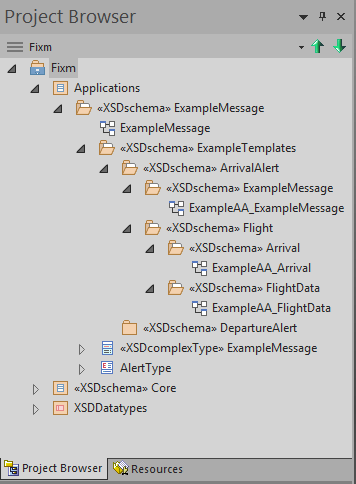 Project Browser
Fixm
Fixm
Applications
«XSDschema» ExampleMessage
ExampleMessage
«XSDschema» ExampleTemplates
«XSDschema» ArrivalAlert
«XSDschema» ExampleMessage
ExampleAA_ExampleMessage
«XSDschema» Flight
«XSDschema» Arrival
ExampleAA_Arrival
«XSDschema» FlightData
ExampleAA_FlightData
«XSDschema» DepartureAlert
«XSDcomplexType» ExampleMessage
AlertType
«XSDschema» Core
XSDDatatypes
Project Browser Resources